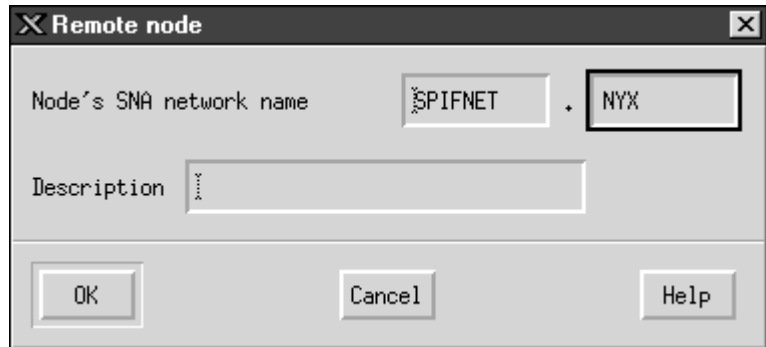 Remote node
Node's SNA network name SPIFNET . NYX
Description
OK Cancel Help